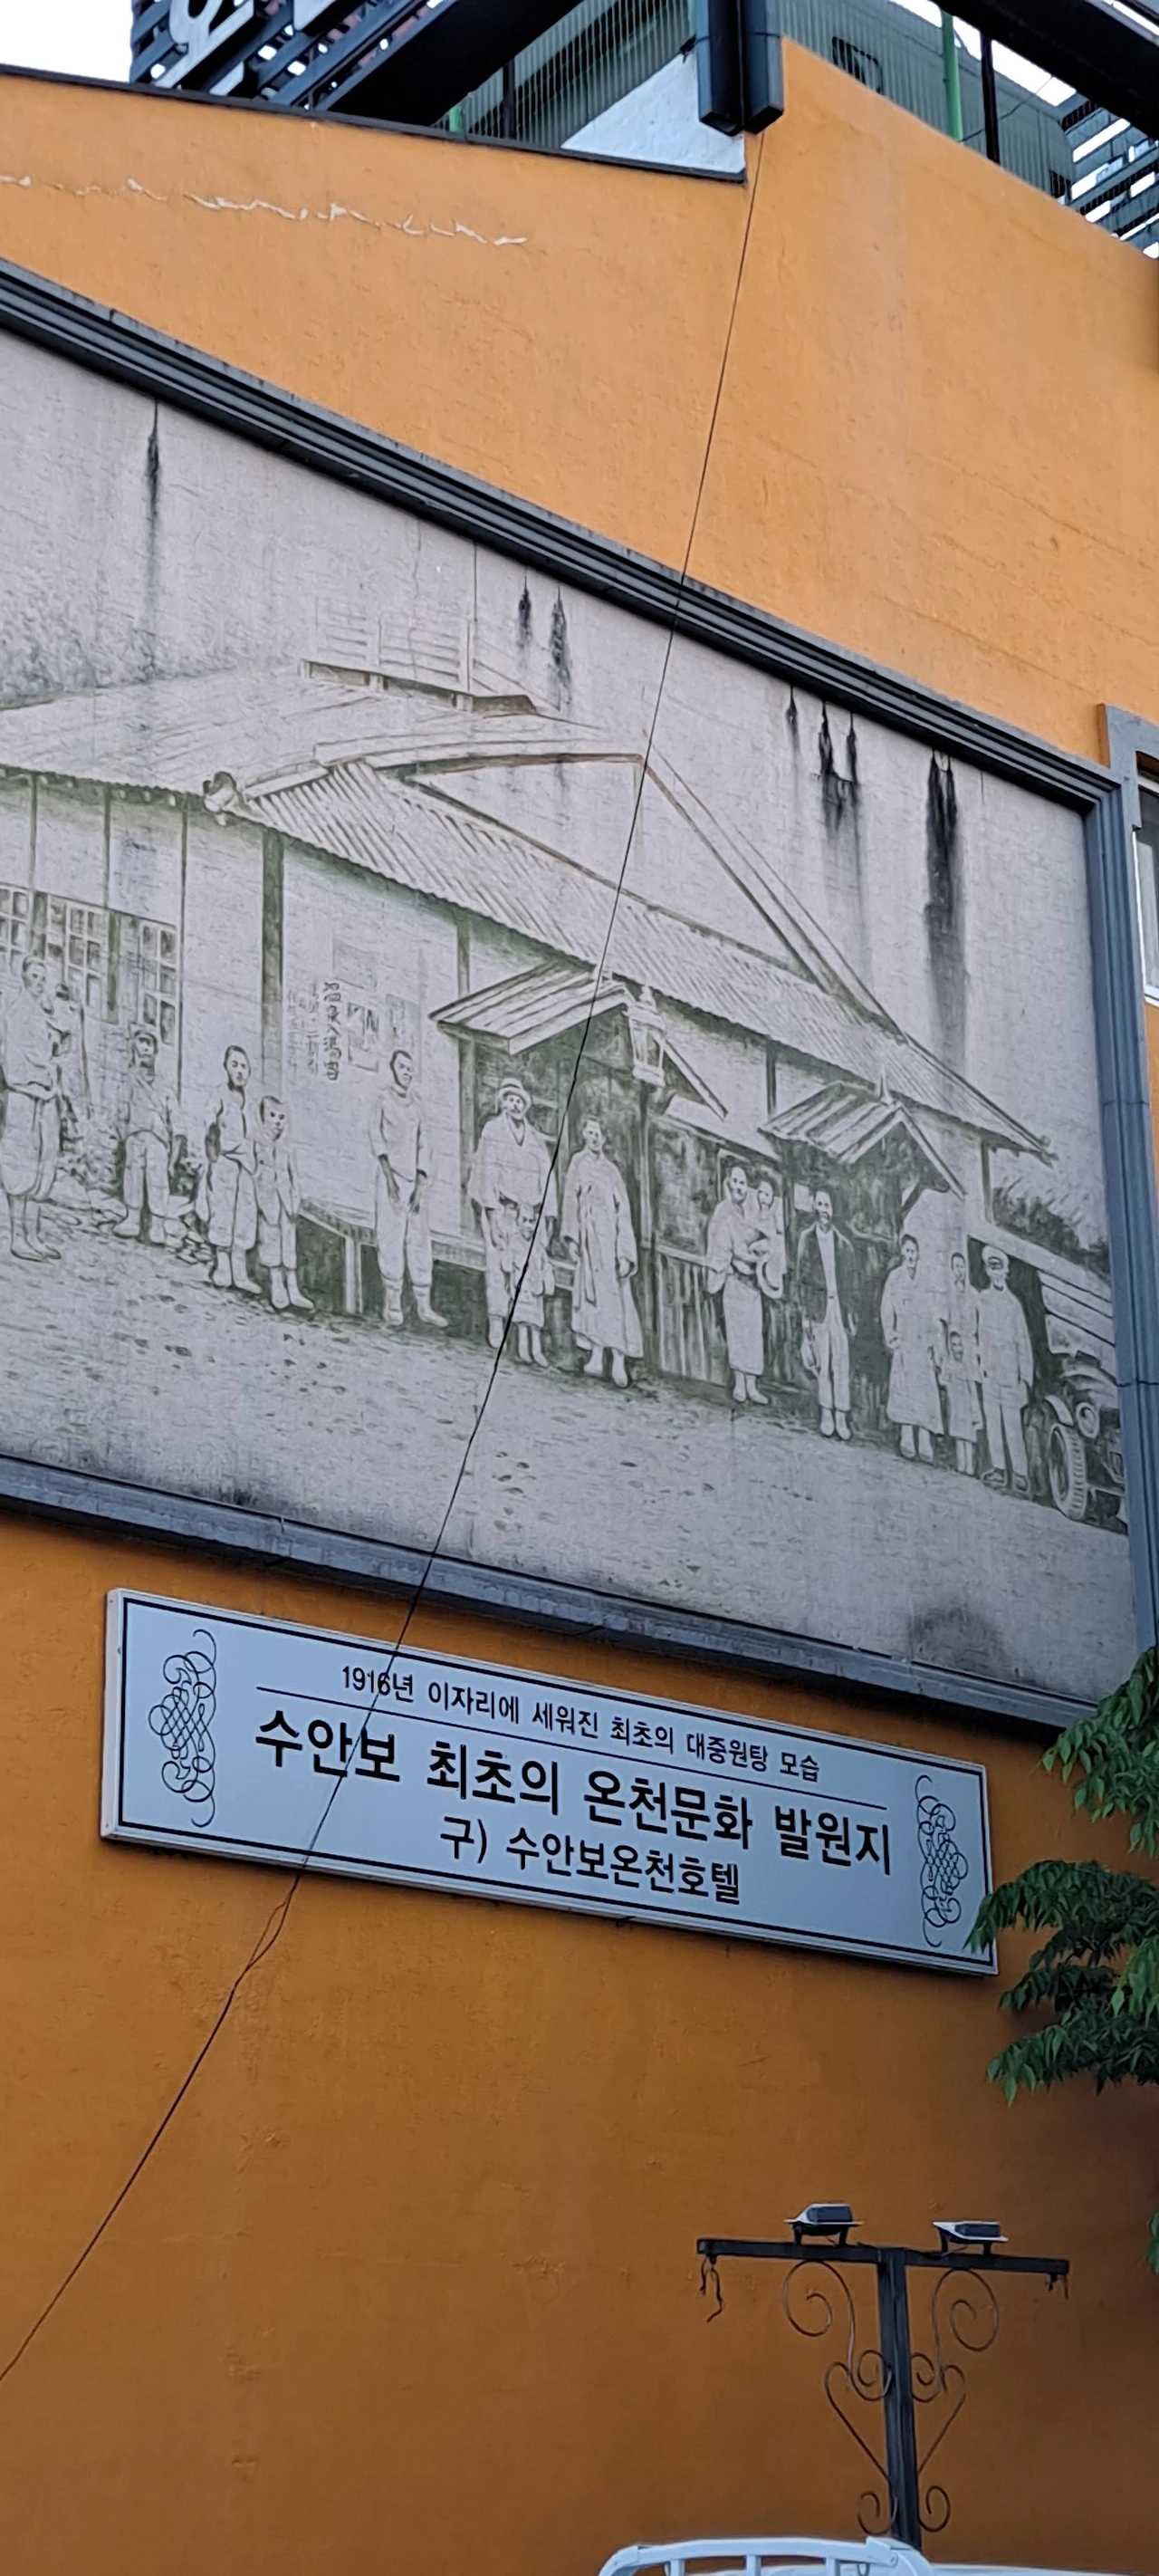 1916년 이자리에 세워진 최초의 대중원탕 모습
수안보 최초의 온천문화 발원지
구) 수안보온천호텔